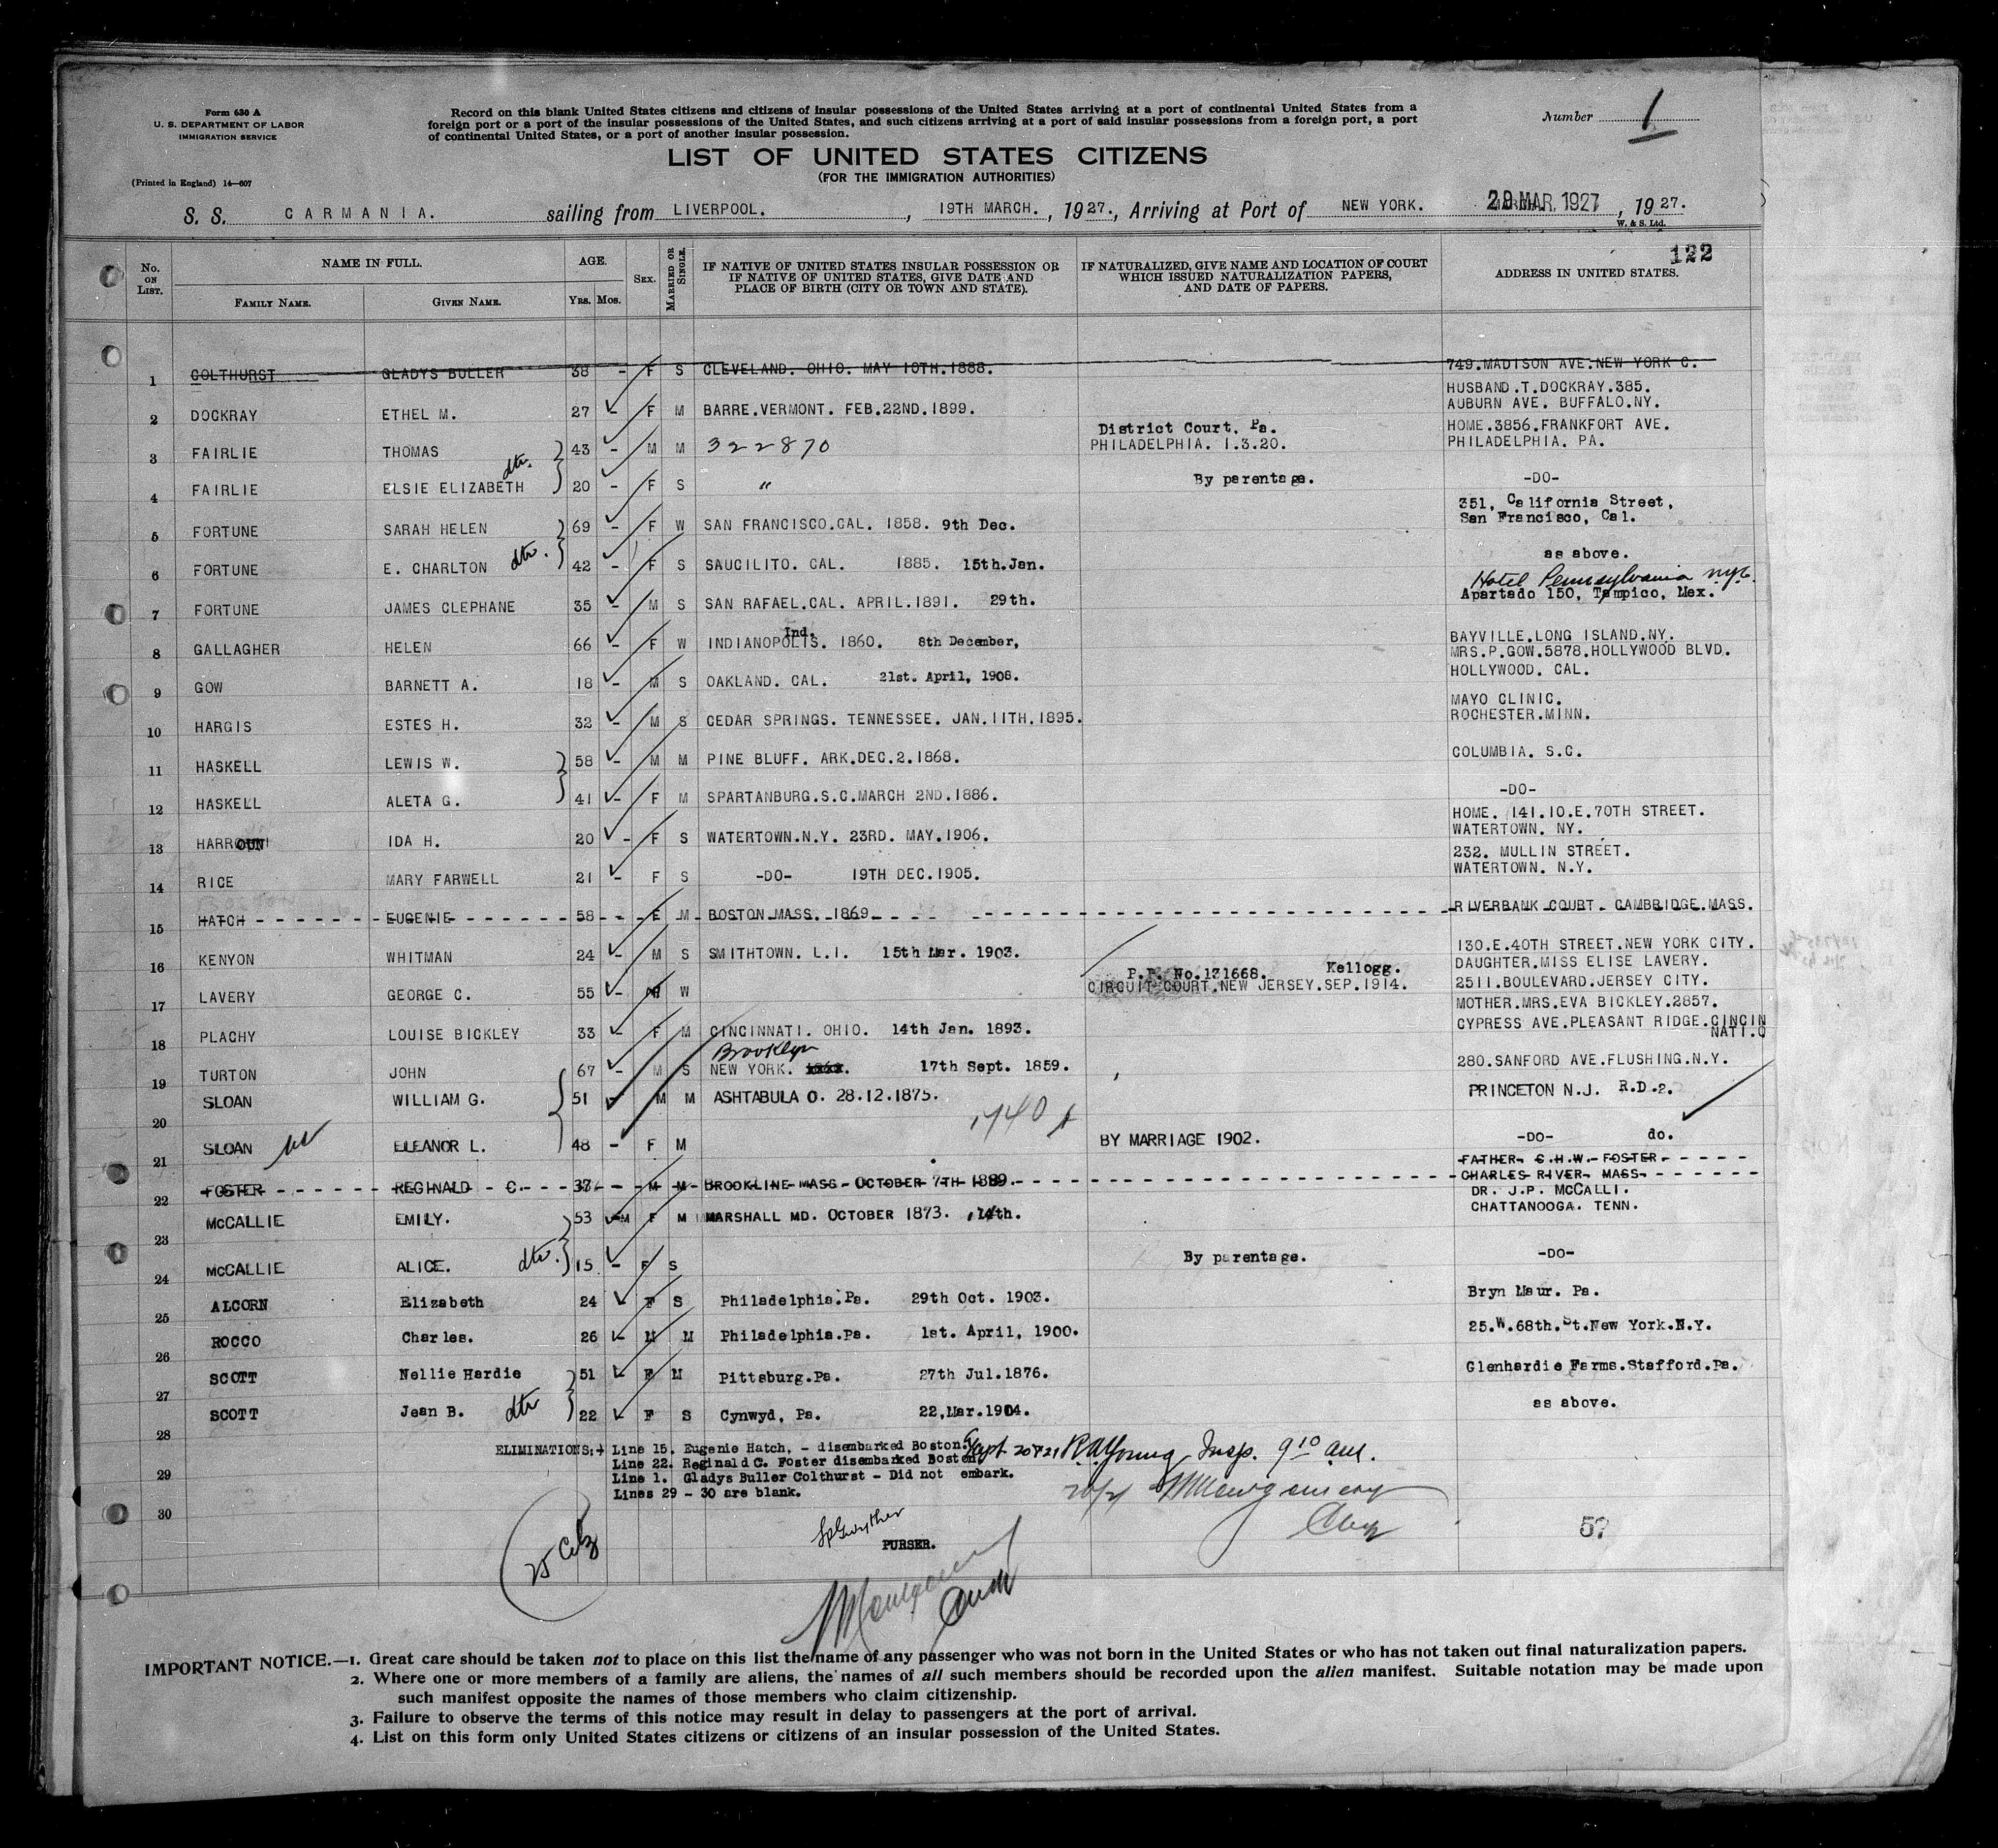 Form 630 A
U. S. DEPARTMENT OF LABOR
IMMIGRATION SERVICE
(Printed in England) 14—607
Record on this blank United States citizens and citizens of insular possessions of the United States arriving at a port of continental United States from a
foreign port or a port of the insular possessions of the United States, and such citizens arriving at a port of said insular possessions from a foreign port, a port
of continental United States, or a port of another insular possession.
Number 1
LIST OF UNITED STATES CITIZENS
(FOR THE IMMIGRATION AUTHORITIES)
S. S. CARMANIA. sailing from LIVERPOOL. , 19TH MARCH. , 1927., Arriving at Port of NEW YORK. 29 MAR 1927 , 1927.
W. & S. Ltd.
122
No. ON LIST. NAME IN FULL. AGE. SEX. MARRIED OR SINGLE. IF NATIVE OF UNITED STATES INSULAR POSSESSION OR IF NATIVE OF UNITED STATES, GIVE DATE AND PLACE OF BIRTH (CITY OR TOWN AND STATE). IF NATURALIZED, GIVE NAME AND LOCATION OF COURT WHICH ISSUED NATURALIZATION PAPERS, AND DATE OF PAPERS. ADDRESS IN UNITED STATES.
FAMILY NAME. GIVEN NAME. YRS. MOS.
1 COLTHURST GLADYS BULLER 38 - F S CLEVELAND. OHIO. MAY 10TH.1888. 749.MADISON AVE.NEW YORK C.
2 DOCKRAY ETHEL M. 27 - F M BARRE.VERMONT. FEB.22ND.1899. HUSBAND.T.DOCKRAY.385. AUBURN AVE. BUFFALO.NY.
3 FAIRLIE THOMAS 43 - M M 322870 District Court, Pa. PHILADELPHIA. 1.3.20. HOME.3856.FRANKFORT AVE. PHILADELPHIA. PA.
4 FAIRLIE ELSIE ELIZABETH dtr. 20 - F S " By parentage. -DO-
5 FORTUNE SARAH HELEN 69 - F W SAN FRANCISCO.CAL. 1858. 9th Dec. 351, California Street, San Francisco, Cal.
6 FORTUNE E. CHARLTON dtr. 42 - F S SAUCILITO. CAL. 1885. 15th.Jan. as above.
7 FORTUNE JAMES CLEPHANE 35 - M S SAN RAFAEL.CAL. APRIL.1891. 29th. Hotel Pennsylvania nyc. Apartado 150, Tampico, Mex.
8 GALLAGHER HELEN 66 - F W INDIANOPOLIS. Ind. 1860. 8th December, BAYVILLE.LONG ISLAND.NY.
9 GOW BARNETT A. 18 - M S OAKLAND. CAL. 21st. April, 1908. MRS.P.GOW.5878.HOLLYWOOD BLVD. HOLLYWOOD. CAL.
10 HARGIS ESTES H. 32 - M S CEDAR SPRINGS. TENNESSEE. JAN.11TH.1895. MAYO CLINIC. ROCHESTER.MINN.
11 HASKELL LEWIS W. 58 - M M PINE BLUFF. ARK.DEC.2.1868. COLUMBIA. S.C.
12 HASKELL ALETA G. 41 - F M SPARTANBURG.S.C.MARCH 2ND.1886. -DO-
13 HARROUN IDA H. 20 - F S WATERTOWN.N.Y. 23RD. MAY.1906. HOME. 141.10.E.70TH STREET. WATERTOWN. NY.
14 RICE MARY FARWELL 21 - F S -DO- 19TH DEC.1905. 232. MULLIN STREET. WATERTOWN. N.Y.
15 HATCH EUGENIE 58 - F M BOSTON MASS. 1869 RIVERBANK COURT. CAMBRIDGE.MASS.
16 KENYON WHITMAN 24 - M S SMITHTOWN. L.I. 15th Mar. 1903. 130.E.40TH STREET.NEW YORK CITY.
17 LAVERY GEORGE C. 55 - M W P.P. No.131668. Kellogg. CIRCUIT COURT.NEW JERSEY.SEP.1914. DAUGHTER.MISS ELISE LAVERY. 2511.BOULEVARD.JERSEY CITY.
18 PLACHY LOUISE BICKLEY 33 - F M CINCINNATI. OHIO. 14th Jan. 1893. MOTHER.MRS.EVA BICKLEY.2857. CYPRESS AVE.PLEASANT RIDGE.CINCIN NATI.O
19 TURTON JOHN 67 - M S Brooklyn NEW YORK. 17th Sept. 1859. 280.SANFORD AVE.FLUSHING.N.Y.
20 SLOAN WILLIAM G. 51 - M M ASHTABULA O. 28.12.1875. PRINCETON N.J. R.D.2.
21 SLOAN ELEANOR L. 48 - F M BY MARRIAGE 1902. -DO- do.
22 FOSTER REGINALD C. 37 - M M BROOKLINE MASS OCTOBER 7TH 1889. FATHER C.H.W. FOSTER CHARLES RIVER MASS
23 McCALLIE EMILY. 53 M F M MARSHALL MD. OCTOBER 1873. 14th. DR. J.P. McCALLI. CHATTANOOGA. TENN.
24 McCALLIE ALICE. dtr. 15 - F S By parentage. -DO-
25 ALCORN Elizabeth 24 F S Philadelphia.Pa. 29th Oct. 1903. Bryn Maur. Pa.
26 ROCCO Charles. 26 - M M Philadelphia.Pa. 1st. April, 1900. 25.W.68th.St.New York.N.Y.
27 SCOTT Nellie Hardie 51 - F M Pittsburg.Pa. 27th Jul.1876. Glenhardie Farms.Stafford.Pa.
28 SCOTT Jean B. dtr 22 F S Cynwyd, Pa. 22,Mar.1904. as above.
ELIMINATIONS: Line 15. Eugenie Hatch, - disembarked Boston.
Line 22. Reginald C. Foster disembarked Boston
Line 1. Gladys Buller Colthurst - Did not embark.
Lines 29 - 30 are blank.
20 & 21 R A Young Insp. 9 10 am.
29
30
PURSER.
57
IMPORTANT NOTICE.—1. Great care should be taken not to place on this list the name of any passenger who was not born in the United States or who has not taken out final naturalization papers.
2. Where one or more members of a family are aliens, the names of all such members should be recorded upon the alien manifest. Suitable notation may be made upon
such manifest opposite the names of those members who claim citizenship.
3. Failure to observe the terms of this notice may result in delay to passengers at the port of arrival.
4. List on this form only United States citizens or citizens of an insular possession of the United States.